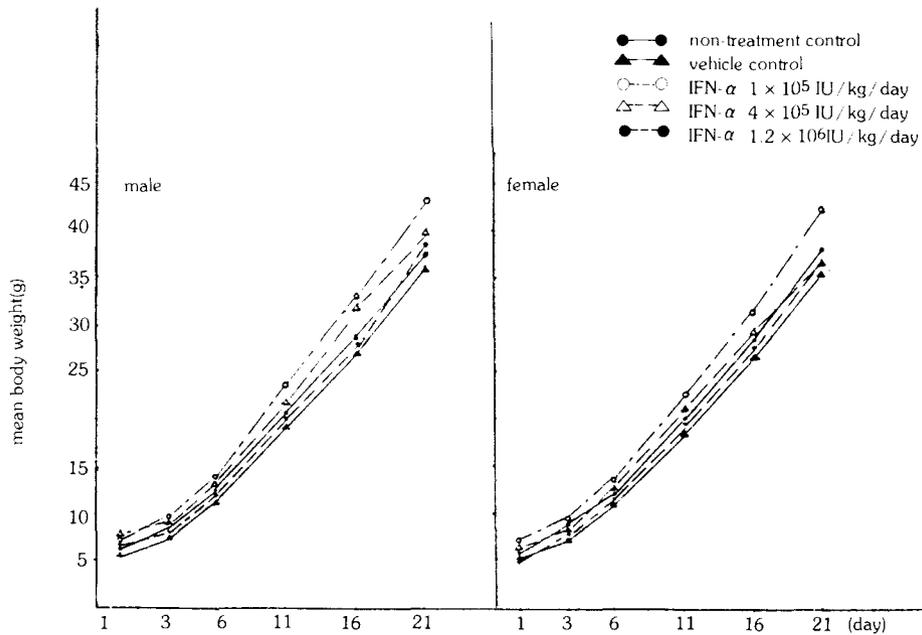 non-treatment control
vehicle control
IFN-α 1 × 10⁵ IU/kg/day
IFN-α 4 × 10⁵ IU/kg/day
IFN-α 1.2 × 10⁶IU/kg/day
male
female
mean body weight(g)
45
40
35
30
25
15
10
5
1 3 6 11 16 21 1 3 6 11 16 21 (day)